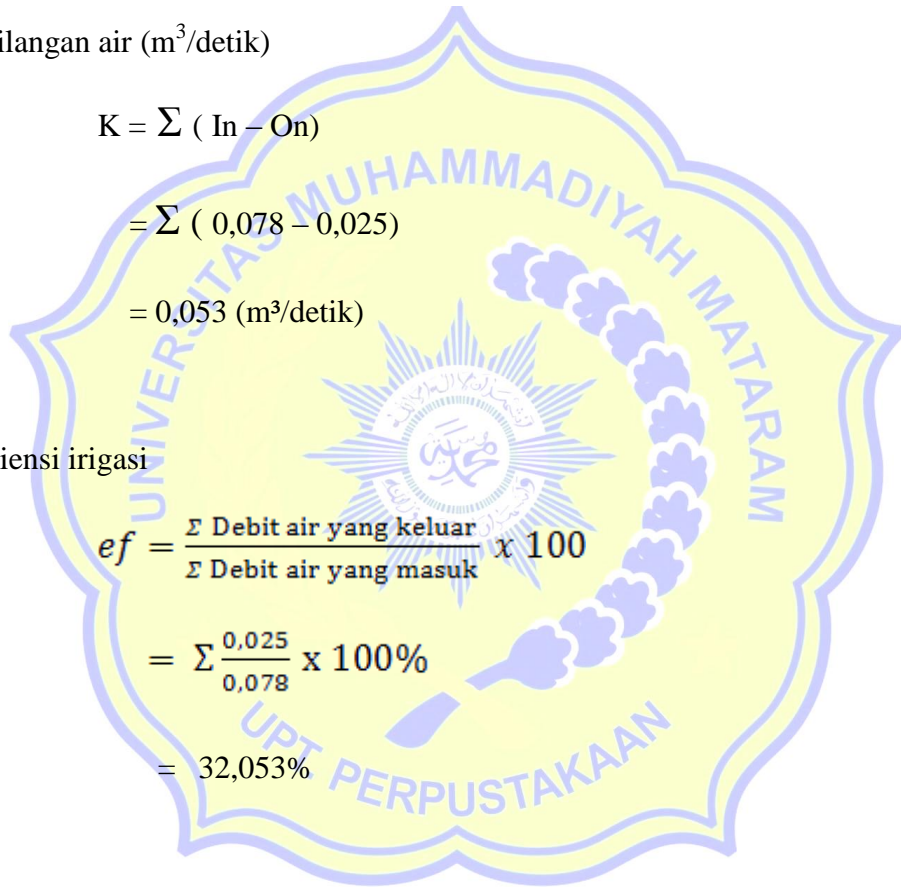 ilangan air (m³/detik)
K = Σ ( In – On)
= Σ ( 0,078 – 0,025)
= 0,053 (m³/detik)
iensi irigasi
ef = Σ Debit air yang keluar / Σ Debit air yang masuk x 100
= Σ 0,025 / 0,078 x 100%
= 32,053%
UNIVERSITAS MUHAMMADIYAH MATARAM
UPT. PERPUSTAKAAN